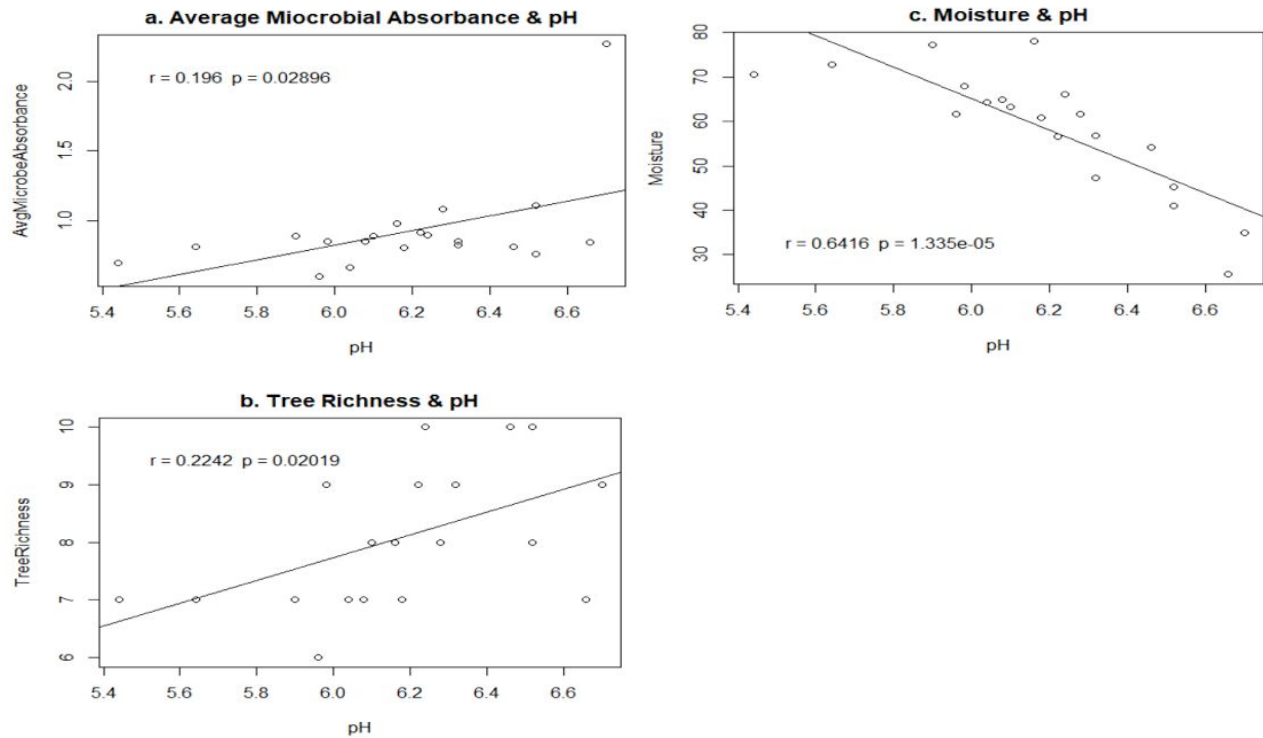 a. Average Miocrobial Absorbance & pH
r = 0.196 p = 0.02896
AvgMicrobeAbsorbance
2.0
1.5
1.0
5.4 5.6 5.8 6.0 6.2 6.4 6.6
pH
c. Moisture & pH
Moisture
80
70
60
50
40
30
r = 0.6416 p = 1.335e-05
5.4 5.6 5.8 6.0 6.2 6.4 6.6
pH
b. Tree Richness & pH
r = 0.2242 p = 0.02019
TreeRichness
10
9
8
7
6
5.4 5.6 5.8 6.0 6.2 6.4 6.6
pH